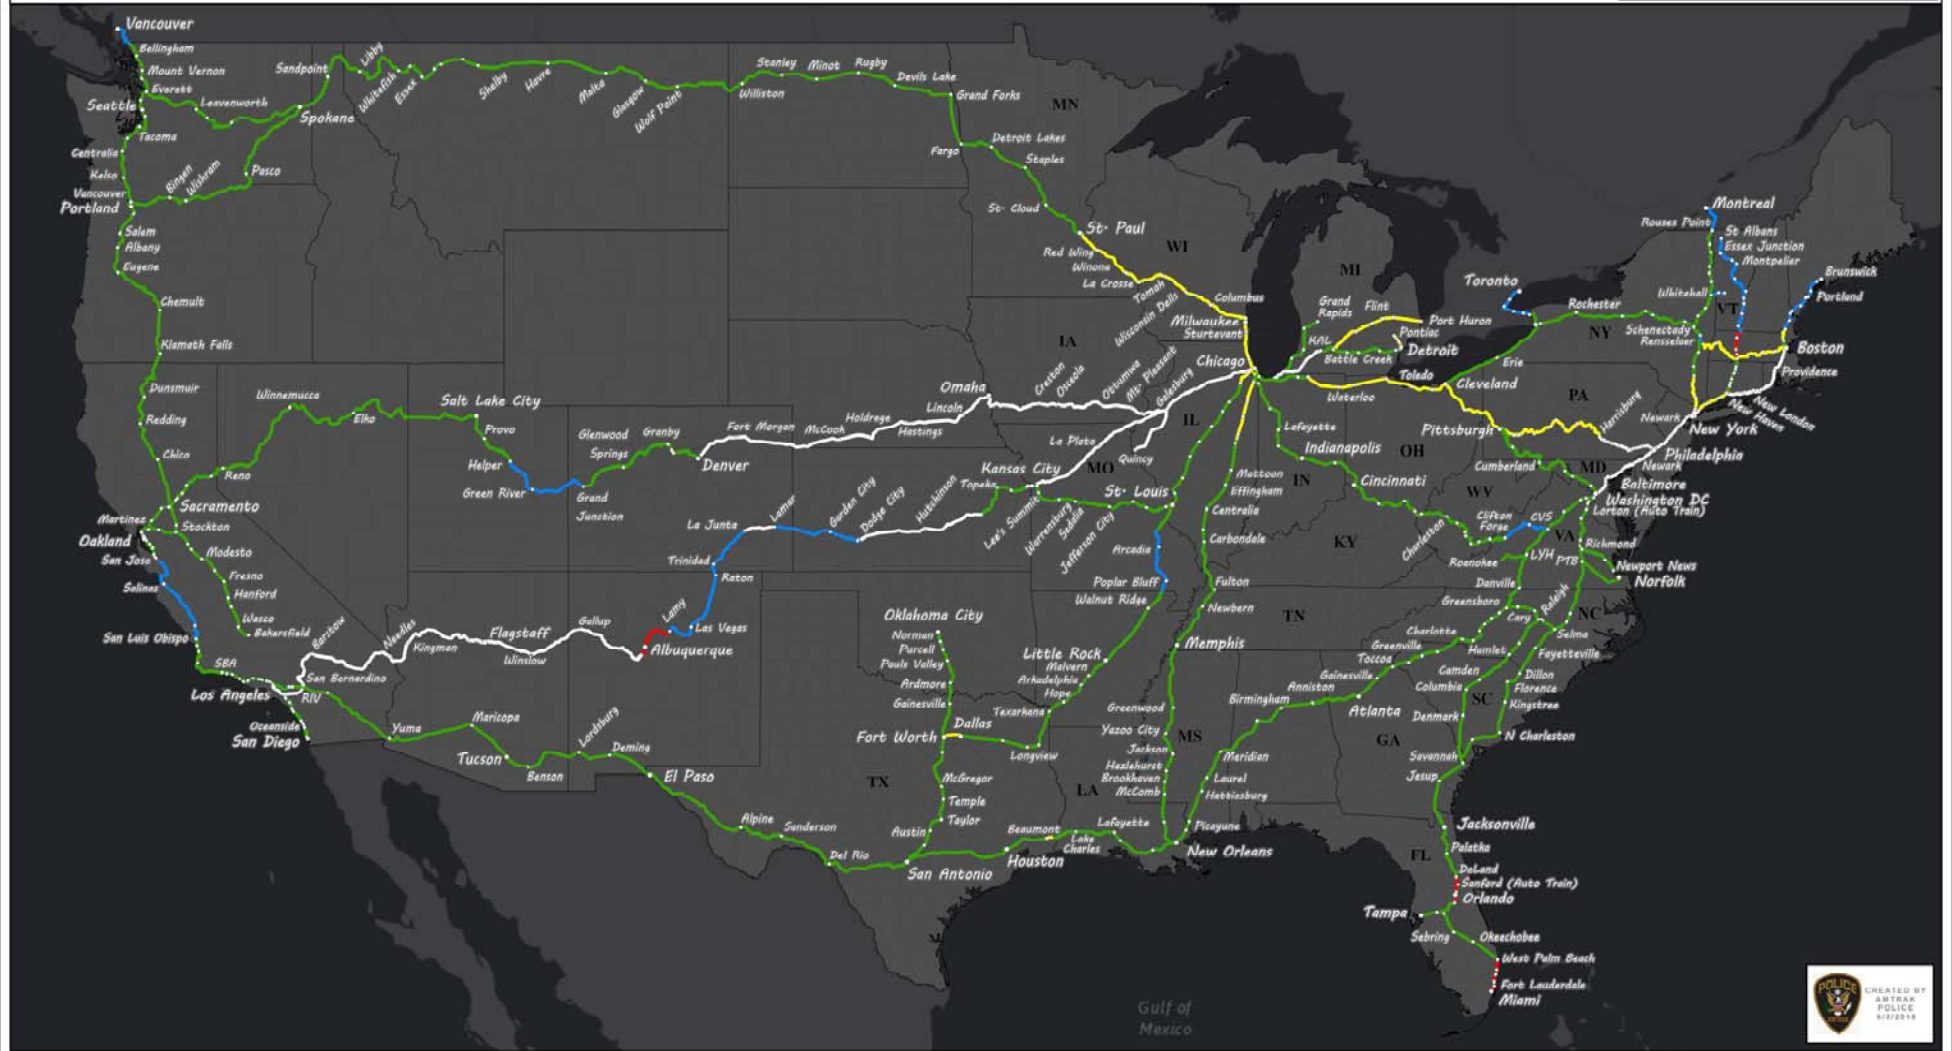 Vancouver
Bellingham
Mount Vernon
Everett
Seattle
Leavenworth
Spokane
Sandpoint
Libby
Whitefish
Essex
Shelby
Havre
Malta
Glasgow
Wolf Point
Williston
Stanley
Minot
Rugby
Devils Lake
Grand Forks
MN
Tacoma
Centralia
Kelso
Vancouver
Portland
Bingen
Wishram
Pasco
Fargo
Detroit Lakes
Staples
St. Cloud
St. Paul
Red Wing
Winona
La Crosse
Tomah
Wisconsin Dells
Columbus
WI
Milwaukee
Sturtevant
Chicago
MI
Grand
Rapids
Flint
Port Huron
Pontiac
KAL
Battle Creek
Detroit
Toledo
Waterloo
Cleveland
Erie
Toronto
Rochester
NY
Schenectady
Rensselaer
Whitehall
VT
Rouses Point
Montreal
St Albans
Essex Junction
Montpelier
Brunswick
Portland
Boston
Providence
New London
New Haven
Newark
New York
Philadelphia
Newark
Baltimore
Washington DC
Lorton (Auto Train)
PA
Pittsburgh
Harrisburg
Cumberland
MD
WV
Clifton
Forge
CVS
VA
Charleston
Richmond
LYH
PTB
Roanoke
Newport News
Norfolk
Danville
Greensboro
Raleigh
NC
Cary
Selma
Charlotte
Greenville
Hamlet
Fayetteville
Toccoa
Gainesville
Camden
Dillon
Columbia
Florence
SC
Kingstree
Denmark
N Charleston
Savannah
Jesup
Jacksonville
Palatka
DeLand
Sanford (Auto Train)
Orlando
FL
Tampa
Sebring
Okeechobee
West Palm Beach
Fort Lauderdale
Miami
GA
Atlanta
Anniston
Birmingham
Meridian
Laurel
Hattiesburg
Picayune
New Orleans
Salem
Albany
Eugene
Chemult
Klamath Falls
Dunsmuir
Redding
Chico
Winnemucca
Elko
Salt Lake City
Provo
Helper
Green River
Grand
Junction
Glenwood
Springs
Granby
Denver
Fort Morgan
McCook
Holdrege
Hastings
Lincoln
Omaha
IA
Creston
Osceola
Ottumwa
Mt. Pleasant
Galesburg
IL
La Plata
Quincy
MO
Kansas City
Topeka
Lee's Summit
Warrensburg
Sedalia
Jefferson City
St. Louis
Lafayette
Indianapolis
OH
IN
Cincinnati
Mattoon
Effingham
Centralia
Carbondale
KY
Fulton
Newbern
TN
Memphis
Arcadia
Poplar Bluff
Walnut Ridge
Little Rock
Malvern
Arkadelphia
Hope
Texarkana
Longview
Greenwood
Yazoo City
Jackson
Hazlehurst
Brookhaven
McComb
MS
LA
Reno
Sacramento
Martinez
Stockton
Oakland
San Jose
Modesto
Salinas
Fresno
Hanford
Wasco
Bakersfield
San Luis Obispo
SBA
Los Angeles
RIV
San Bernardino
Barstow
Needles
Kingman
Flagstaff
Winslow
Gallup
Albuquerque
Lamy
Las Vegas
Raton
Trinidad
La Junta
Lamar
Garden City
Dodge City
Hutchinson
Oceanside
San Diego
Yuma
Maricopa
Tucson
Benson
Lordsburg
Deming
El Paso
Alpine
Sanderson
Del Rio
San Antonio
Oklahoma City
Norman
Purcell
Pauls Valley
Ardmore
Gainesville
Dallas
Fort Worth
McGregor
TX
Temple
Taylor
Austin
Houston
Beaumont
Lake
Charles
Lafayette
Gulf of
Mexico
POLICE
CREATED BY
AMTRAK
POLICE